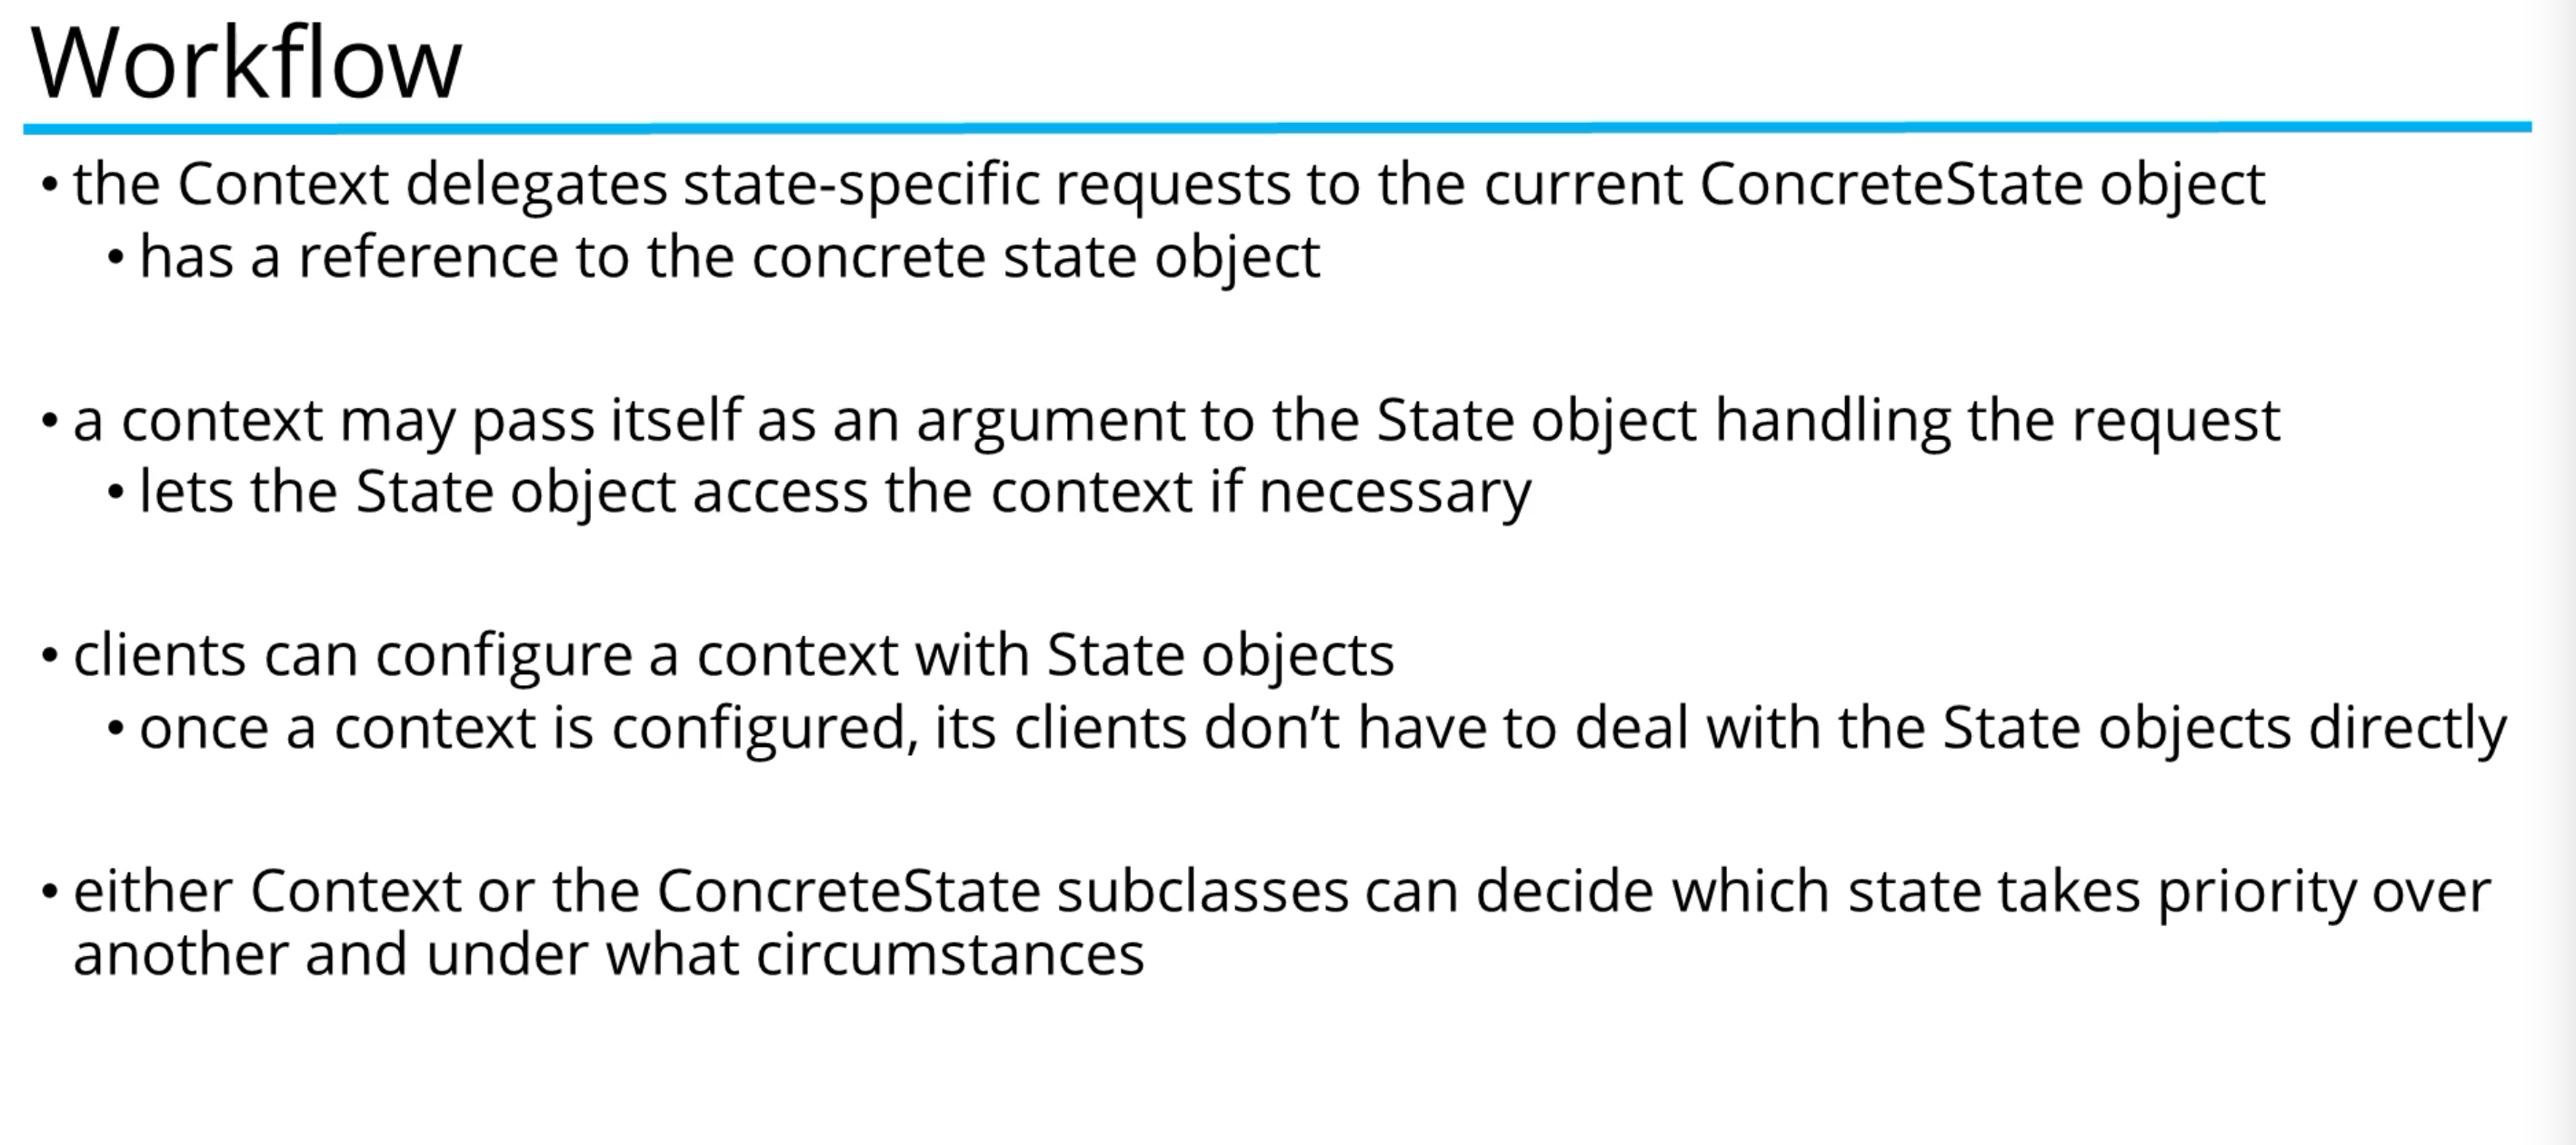 Workflow
• the Context delegates state-specific requests to the current ConcreteState object
• has a reference to the concrete state object
• a context may pass itself as an argument to the State object handling the request
• lets the State object access the context if necessary
• clients can configure a context with State objects
• once a context is configured, its clients don’t have to deal with the State objects directly
• either Context or the ConcreteState subclasses can decide which state takes priority over
another and under what circumstances